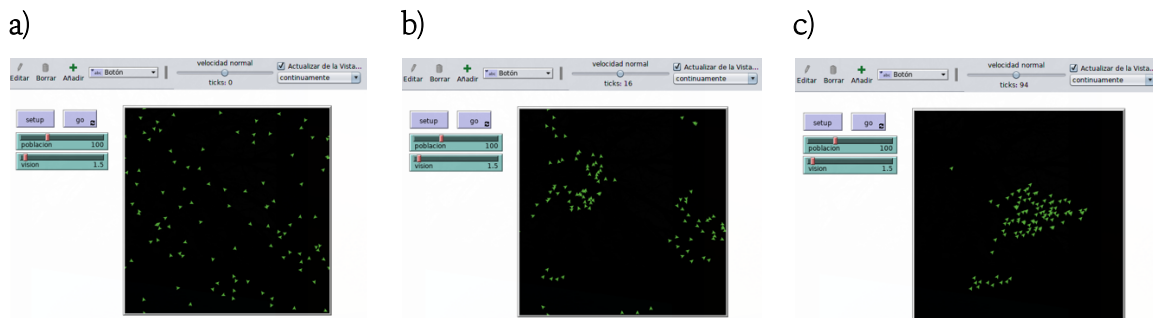 a)
velocidad normal
Actualizar de la Vista...
Editar Borrar Añadir Botón
ticks: 0
continuamente
setup go
poblacion 100
vision 1.5
b)
velocidad normal
Actualizar de la Vista...
Editar Borrar Añadir Botón
ticks: 16
continuamente
setup go
poblacion 100
vision 1.5
c)
velocidad normal
Actualizar de la Vista...
Editar Borrar Añadir Botón
ticks: 94
continuamente
setup go
poblacion 100
vision 1.5